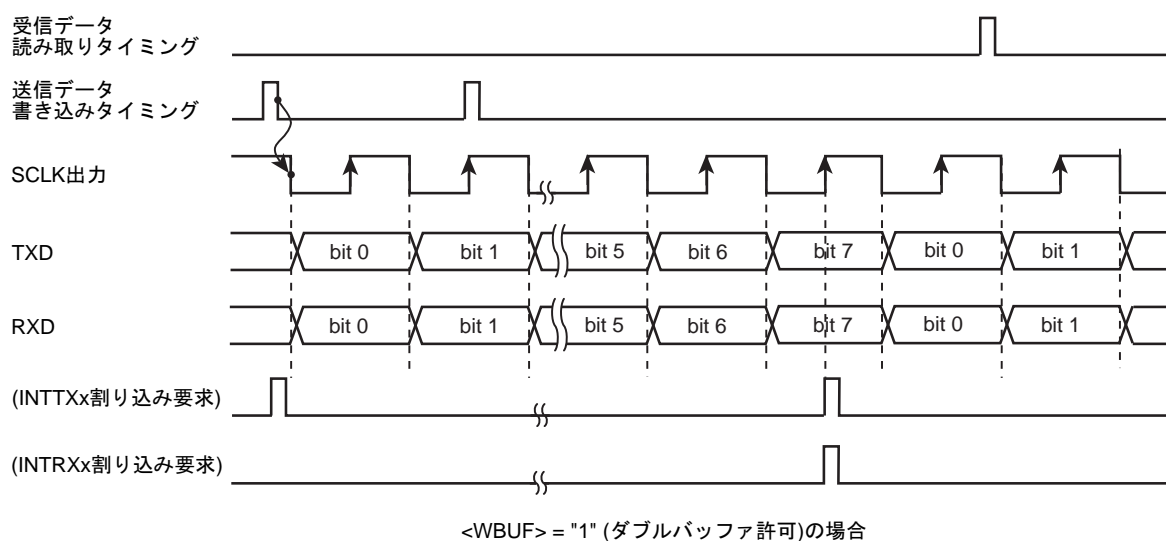 受信データ
読み取りタイミング
送信データ
書き込みタイミング
SCLK出力
TXD
bit 0 bit 1 bit 5 bit 6 bit 7 bit 0 bit 1
RXD
bit 0 bit 1 bit 5 bit 6 bit 7 bit 0 bit 1
(INTTXx割り込み要求)
(INTRXx割り込み要求)
<WBUF> = "1" (ダブルバッファ許可)の場合